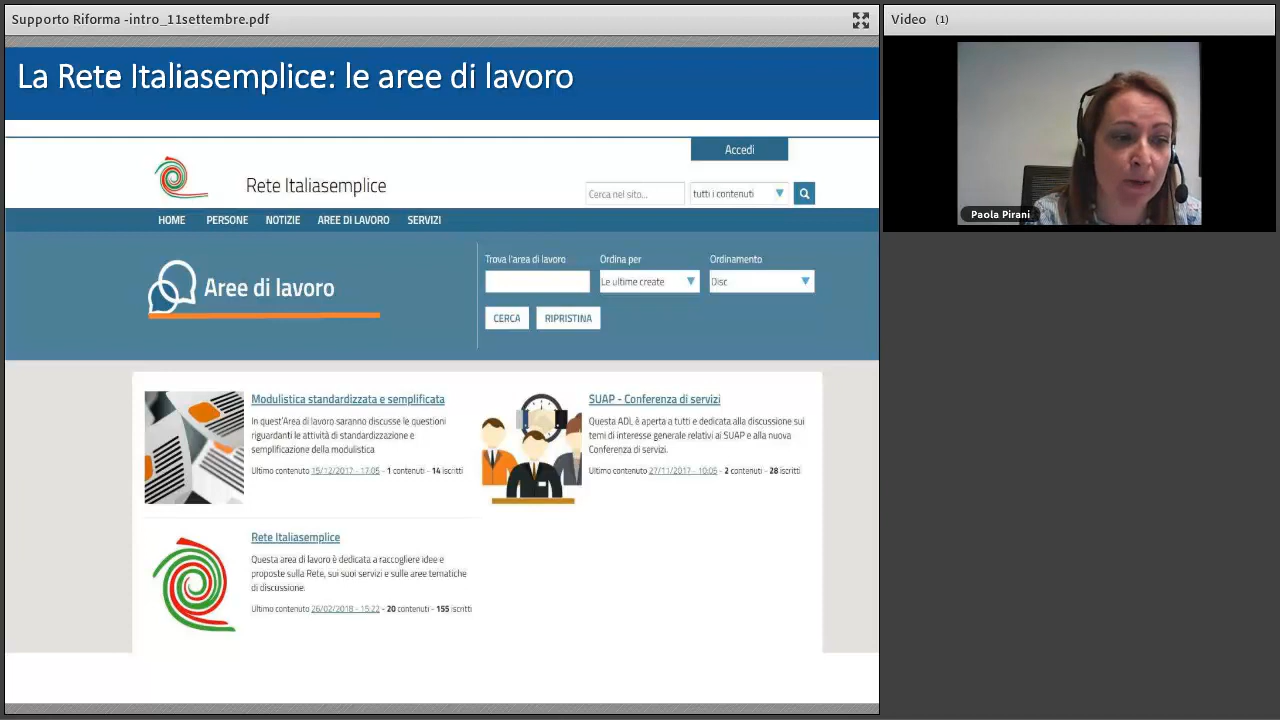 Supporto Riforma -intro_11settembre.pdf
Video (1)
La Rete Italiasemplice: le aree di lavoro
Accedi
Rete Italiasemplice
Cerca nel sito...
tutti i contenuti
HOME PERSONE NOTIZIE AREE DI LAVORO SERVIZI
Aree di lavoro
Trova l'area di lavoro
Ordina per
Ordinamento
Le ultime create
Disc
CERCA
RIPRISTINA
Modulistica standardizzata e semplificata
In quest'Area di lavoro saranno discusse le questioni
riguardanti le attività di standardizzazione e
semplificazione della modulistica
Ultimo contenuto 15/12/2017 - 17:05 - 1 contenuti - 14 iscritti
SUAP - Conferenza di servizi
Questa ADL è aperta a tutti e dedicata alla discussione sui
temi di interesse generale relativi ai SUAP e alla nuova
Conferenza di servizi.
Ultimo contenuto 27/11/2017 - 10:05 - 2 contenuti - 28 iscritti
Rete Italiasemplice
Questa area di lavoro è dedicata a raccogliere idee e
proposte sulla Rete, sui suoi servizi e sulle aree tematiche
di discussione.
Ultimo contenuto 26/02/2018 - 15:22 - 20 contenuti - 155 iscritti
Paola Pirani